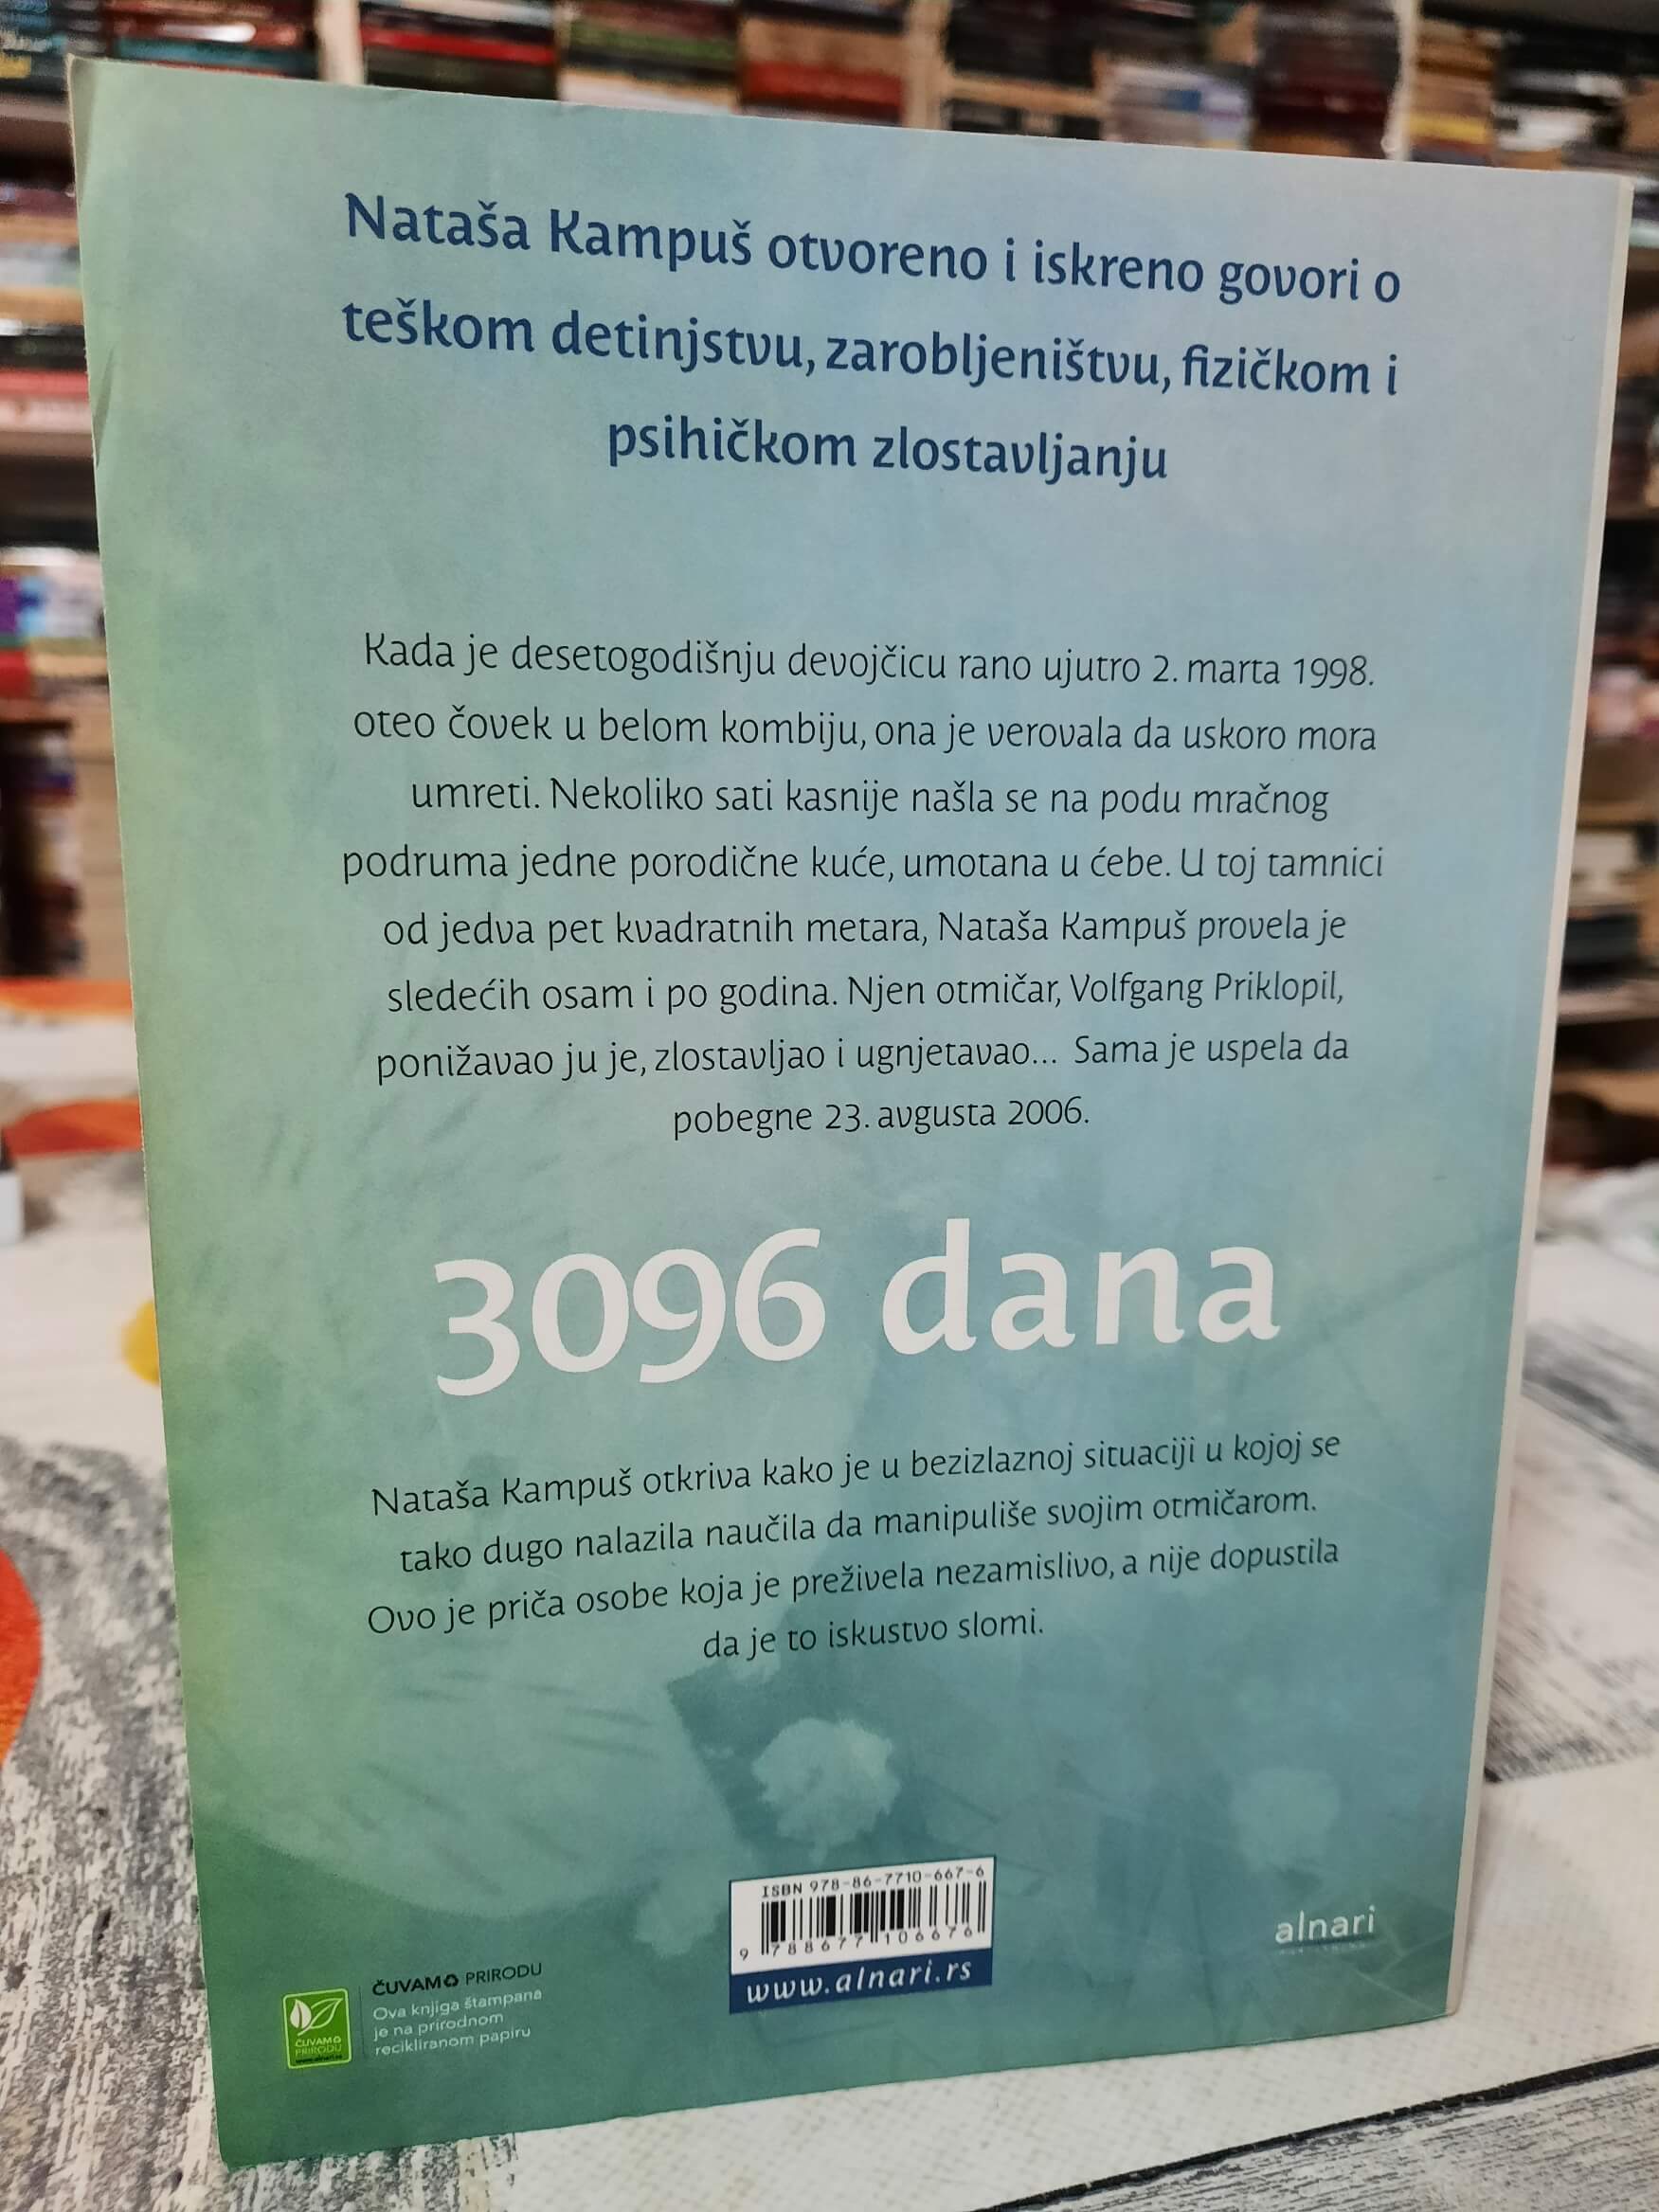 Nataša Kampuš otvoreno i iskreno govori o
teškom detinjstvu, zarobljeništvu, fizičkom i
psihičkom zlostavljanju
Kada je desetogodišnju devojčicu rano ujutro 2. marta 1998.
oteo čovek u belom kombiju, ona je verovala da uskoro mora
umreti. Nekoliko sati kasnije našla se na podu mračnog
podruma jedne porodične kuće, umotana u ćebe. U toj tamnici
od jedva pet kvadratnih metara, Nataša Kampuš provela je
sledećih osam i po godina. Njen otmičar, Volfgang Priklopil,
ponižavao ju je, zlostavljao i ugnjetavao... Sama je uspela da
pobegne 23. avgusta 2006.
3096 dana
Nataša Kampuš otkriva kako je u bezizlaznoj situaciji u kojoj se
tako dugo nalazila naučila da manipuliše svojim otmičarom.
Ovo je priča osobe koja je preživela nezamislivo, a nije dopustila
da je to iskustvo slomi.
ISBN 978-86-7710-667-6
9 788677 106676
www.alnari.rs
alnari
ČUVAMO PRIRODU
Ova knjiga štampana
je na prirodnom
recikliranom papiru
ČUVAMO
PRIRODU